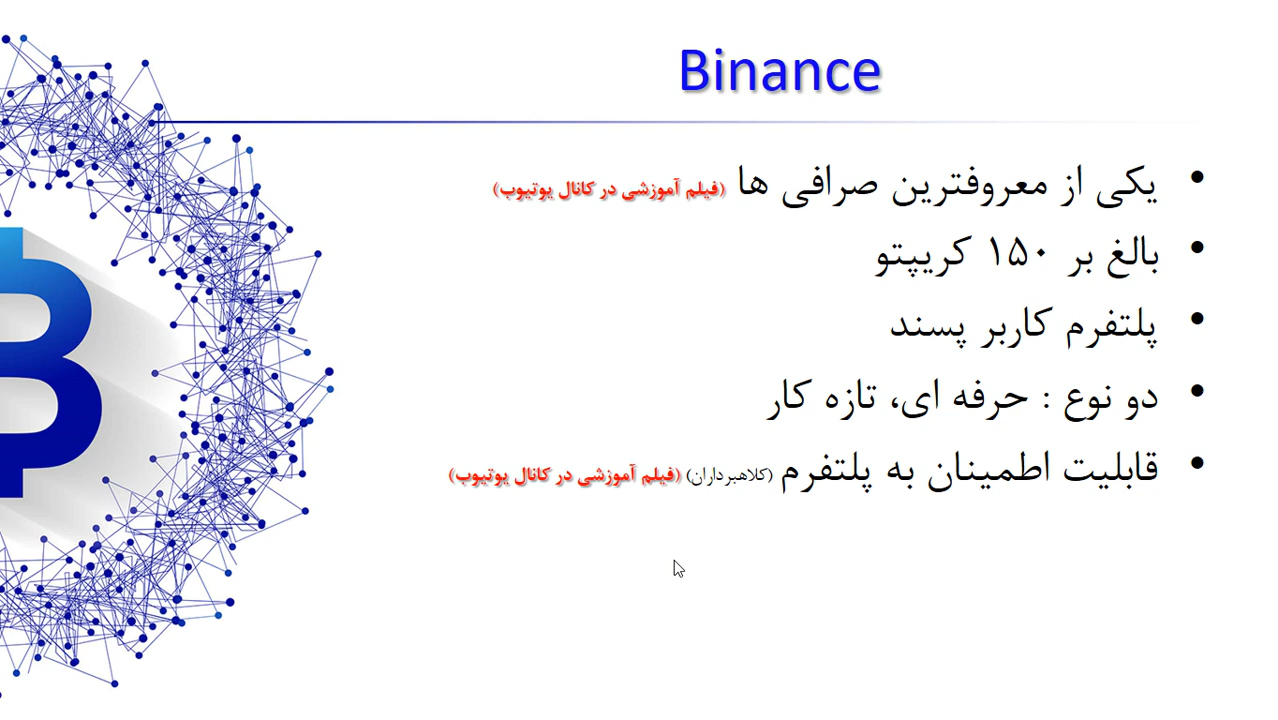 Binance
یکی از معروفترین صرافی ها (فیلم آموزشی در کانال یوتیوب)
بالغ بر ۱۵۰ کریپتو
پلتفرم کاربر پسند
دو نوع : حرفه ای، تازه کار
قابلیت اطمینان به پلتفرم (کلاهبرداران) (فیلم آموزشی در کانال یوتیوب)